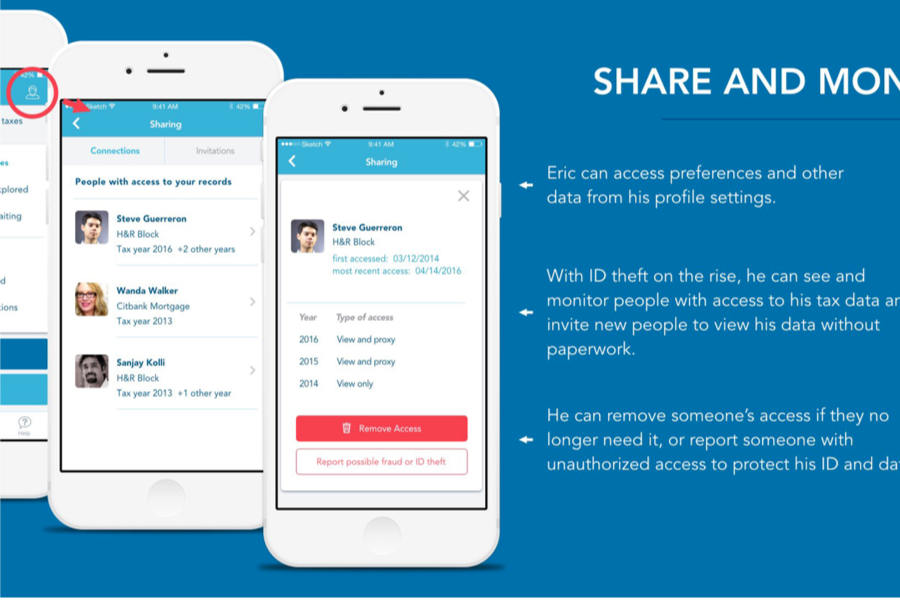 SHARE AND MON
42%
taxes
es
xplored
aiting
d
tions
Help
Sketch 9:41 AM 42%
Sharing
Connections Invitations
People with access to your records
Steve Guerreron
H&R Block
Tax year 2016 +2 other years
Wanda Walker
Citbank Mortgage
Tax year 2013
Sanjay Kolli
H&R Block
Tax year 2013 +1 other year
Sketch 9:41 AM 42%
Sharing
Steve Guerreron
H&R Block
first accessed: 03/12/2014
most recent access: 04/14/2016
Year Type of access
2016 View and proxy
2015 View and proxy
2014 View only
Remove Access
Report possible fraud or ID theft
Eric can access preferences and other
data from his profile settings.
With ID theft on the rise, he can see and
monitor people with access to his tax data an
invite new people to view his data without
paperwork.
He can remove someone’s access if they no
longer need it, or report someone with
unauthorized access to protect his ID and dat